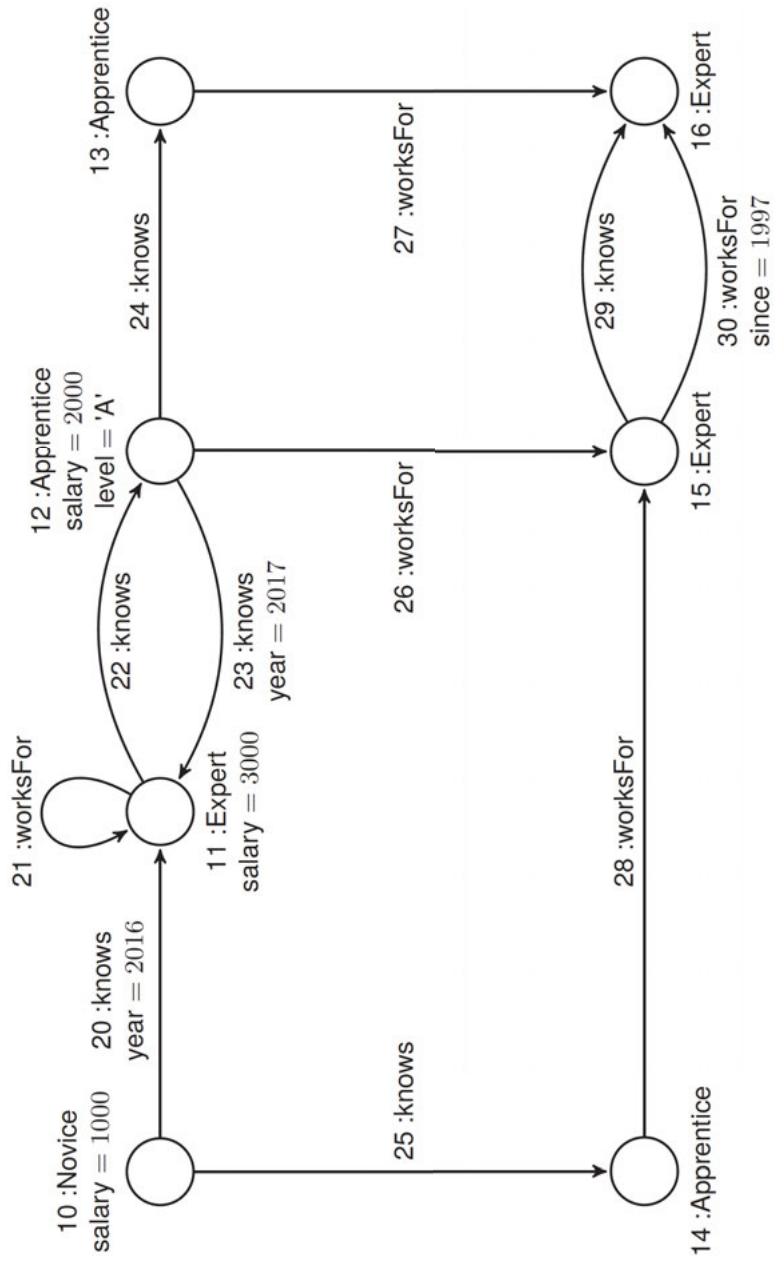 10 :Novice
salary = 1000
20 :knows
year = 2016
21 :worksFor
11 :Expert
salary = 3000
22 :knows
23 :knows
year = 2017
12 :Apprentice
salary = 2000
level = 'A'
24 :knows
13 :Apprentice
25 :knows
26 :worksFor
27 :worksFor
14 :Apprentice
28 :worksFor
15 :Expert
29 :knows
30 :worksFor
since = 1997
16 :Expert